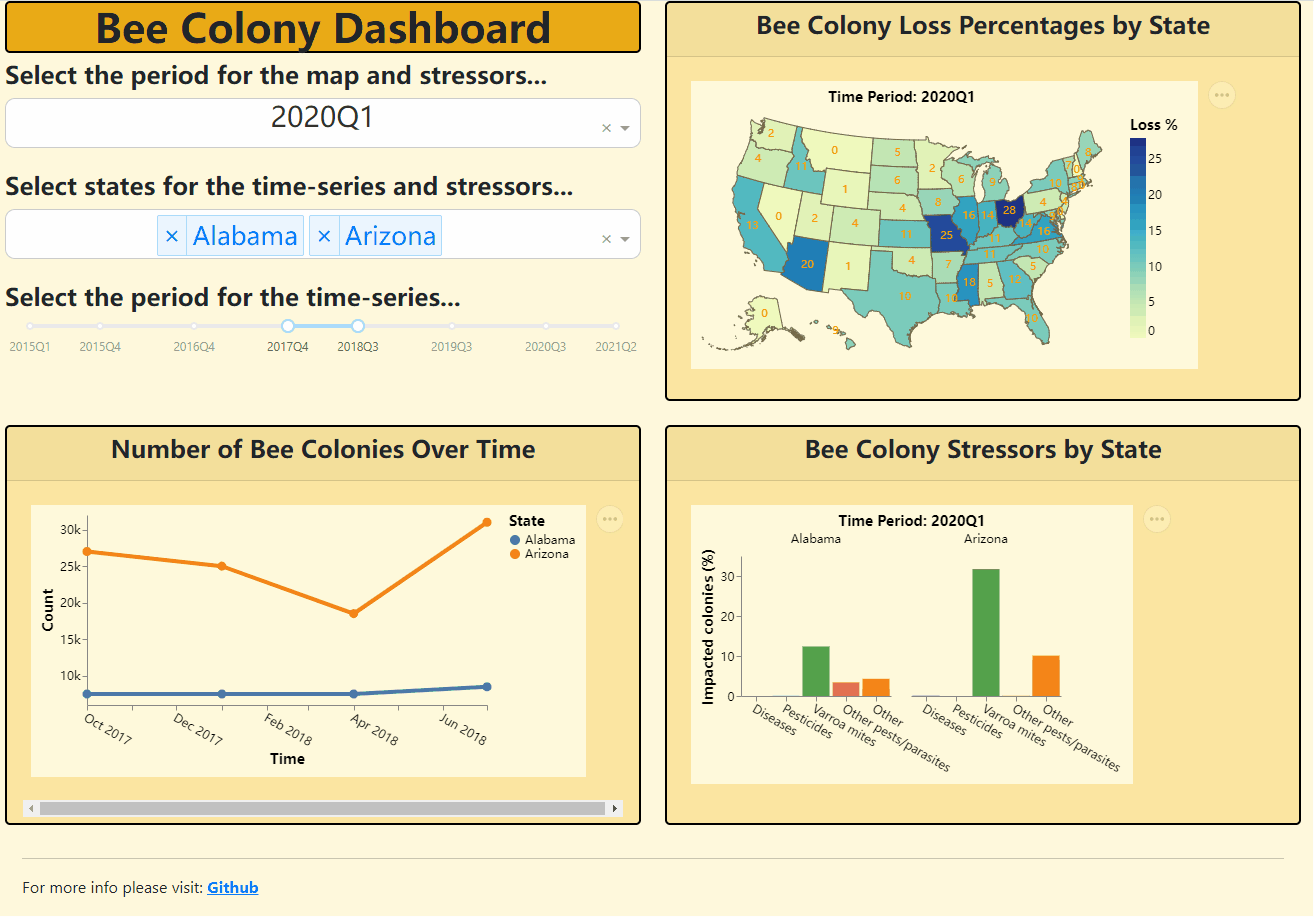 Bee Colony Dashboard
Select the period for the map and stressors...
2020Q1
×
Select states for the time-series and stressors...
× Alabama × Arizona
×
Select the period for the time-series...
2015Q1 2015Q4 2016Q4 2017Q4 2018Q3 2019Q3 2020Q3 2021Q2
Bee Colony Loss Percentages by State
Time Period: 2020Q1
Loss %
25
20
15
10
5
0
2 0 5 2
4 11 1 6 6 9 10
13 0 2 4 4 8 16 14 28 4
11 25 11 14 16
20 1 4 7 11
10 18 5 12 5
0
Number of Bee Colonies Over Time
State
Alabama
Arizona
Count
30k
25k
20k
15k
10k
Oct 2017 Dec 2017 Feb 2018 Apr 2018 Jun 2018
Time
Bee Colony Stressors by State
Time Period: 2020Q1
Alabama Arizona
Impacted colonies (%)
30
20
10
0
Diseases Pesticides Varroa mites Other pests/parasites Other
Diseases Pesticides Varroa mites Other pests/parasites Other
For more info please visit: Github